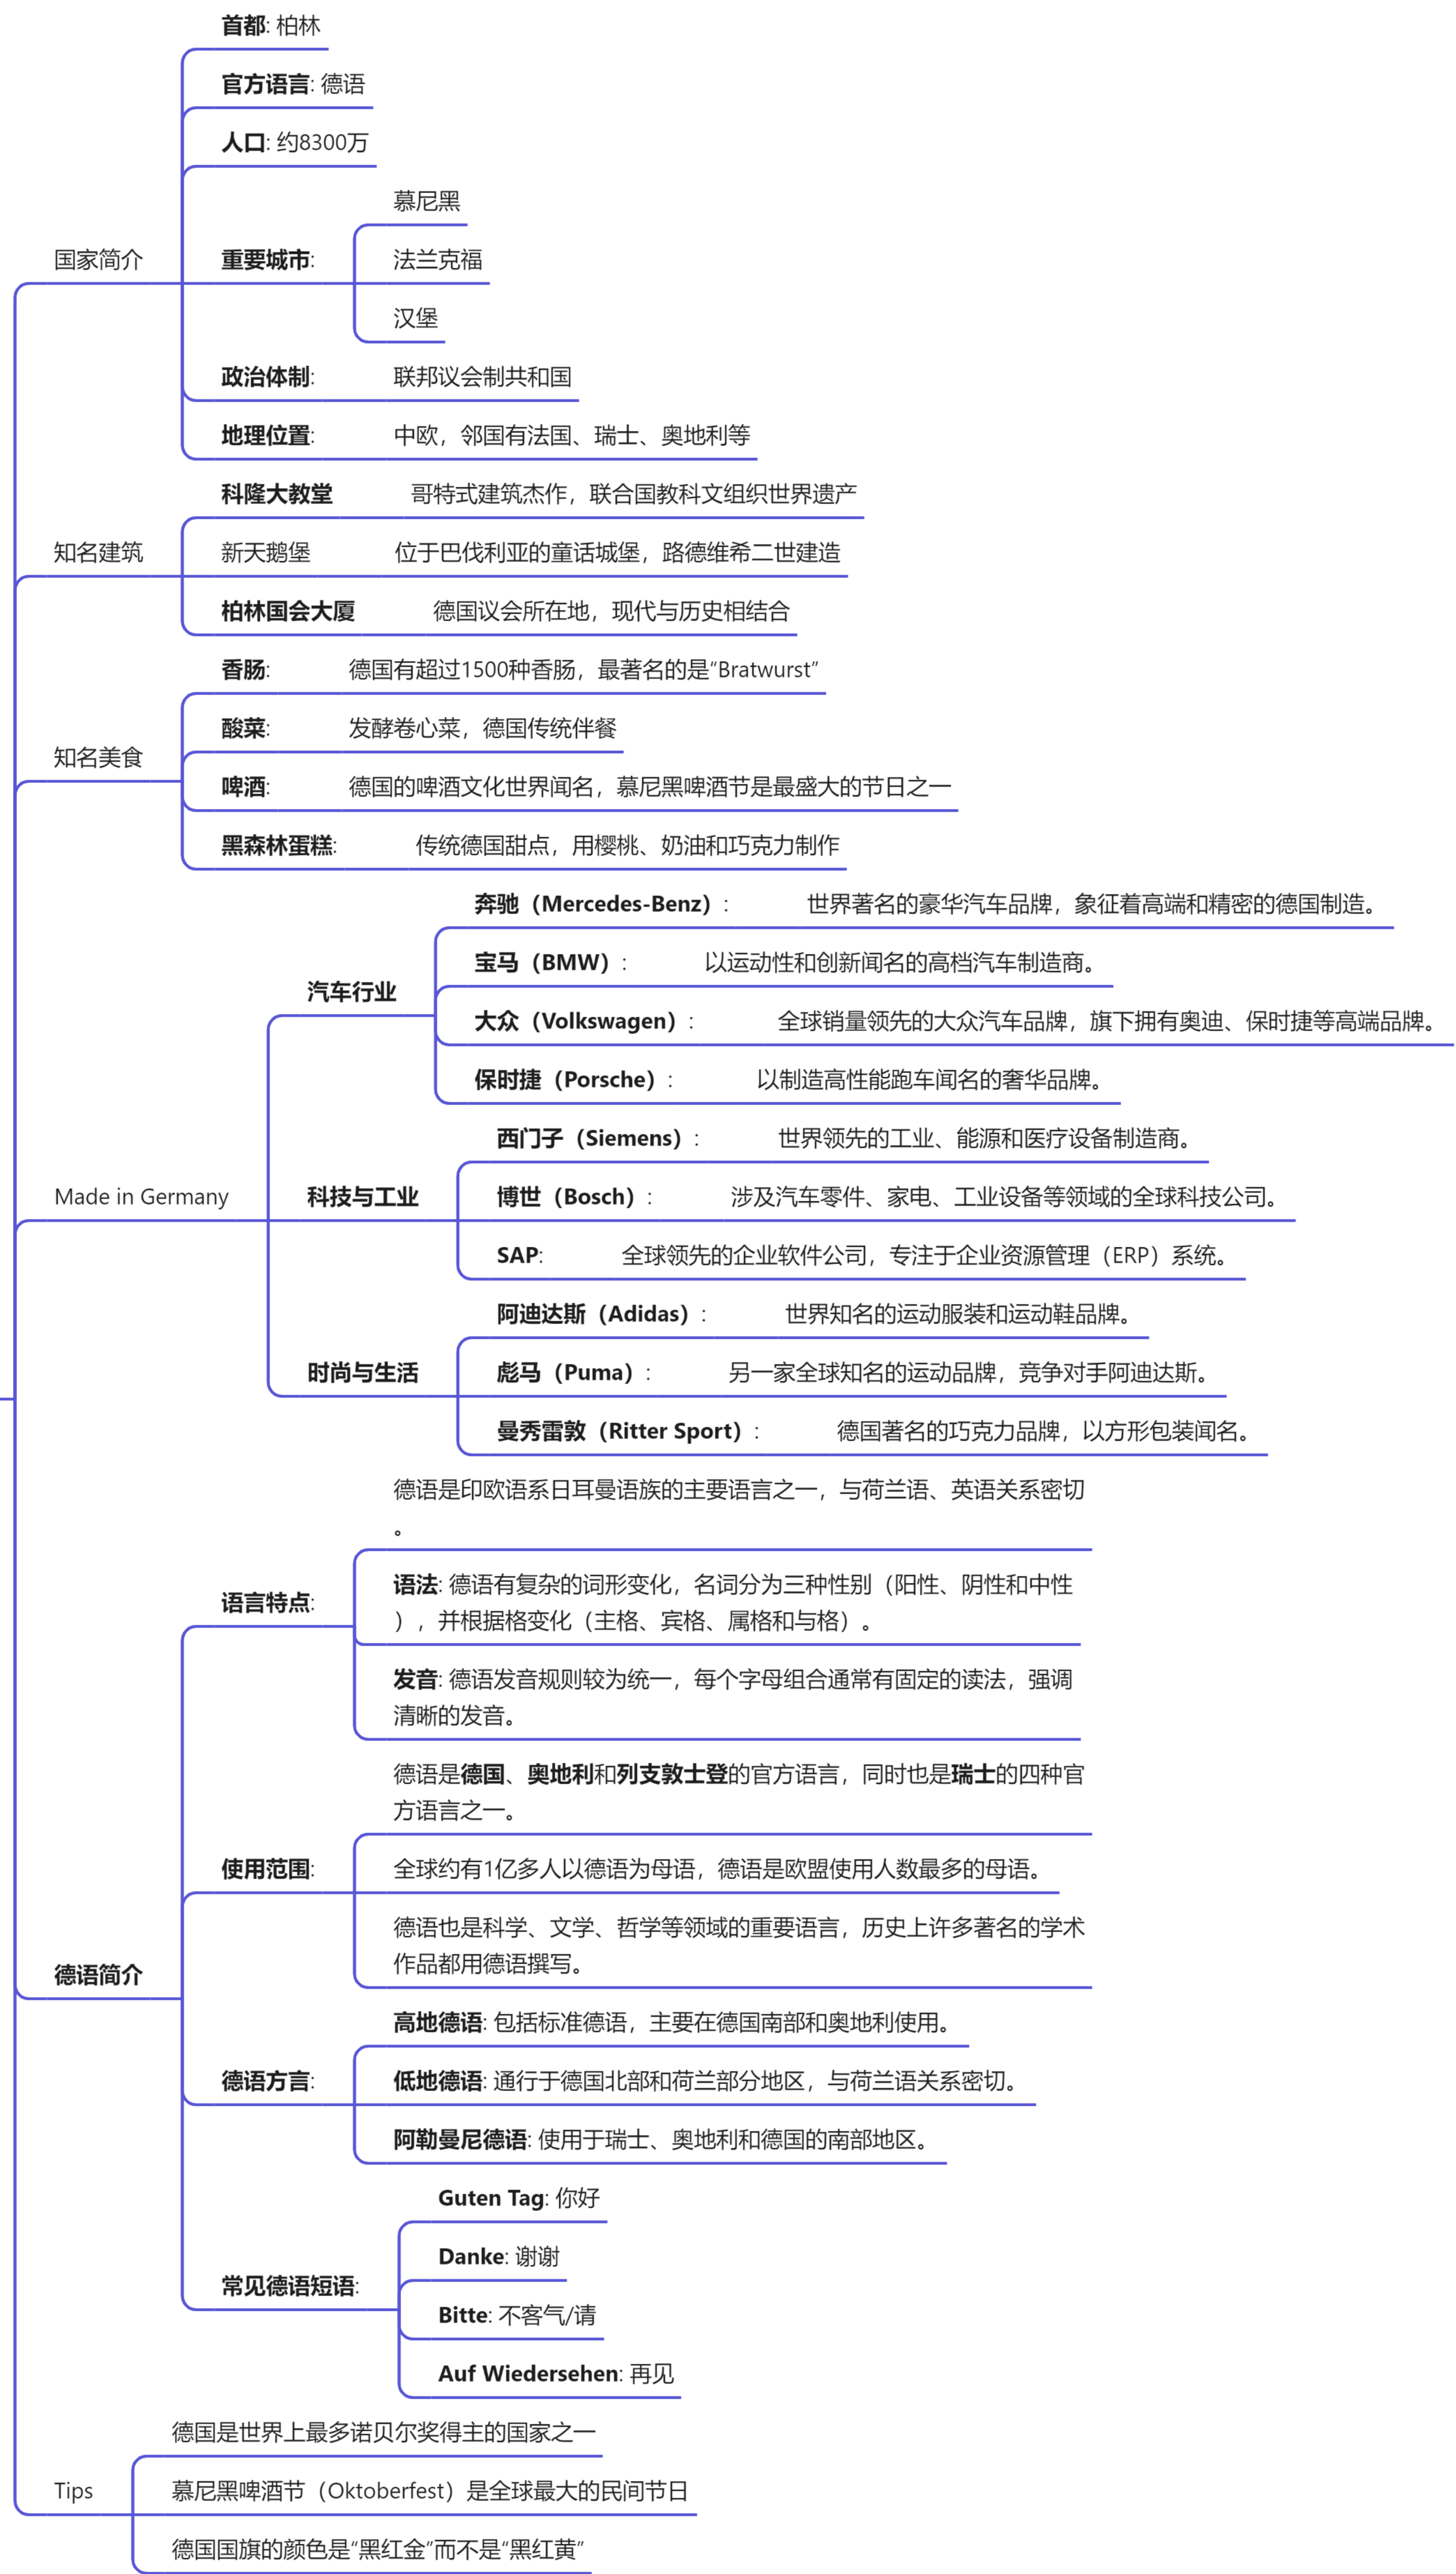 首都: 柏林
官方语言: 德语
人口: 约8300万
国家简介
重要城市:
慕尼黑
法兰克福
汉堡
政治体制: 联邦议会制共和国
地理位置: 中欧，邻国有法国、瑞士、奥地利等
知名建筑
科隆大教堂 哥特式建筑杰作，联合国教科文组织世界遗产
新天鹅堡 位于巴伐利亚的童话城堡，路德维希二世建造
柏林国会大厦 德国议会所在地，现代与历史相结合
知名美食
香肠: 德国有超过1500种香肠，最著名的是“Bratwurst”
酸菜: 发酵卷心菜，德国传统伴餐
啤酒: 德国的啤酒文化世界闻名，慕尼黑啤酒节是最盛大的节日之一
黑森林蛋糕: 传统德国甜点，用樱桃、奶油和巧克力制作
Made in Germany
汽车行业
奔驰（Mercedes-Benz）: 世界著名的豪华汽车品牌，象征着高端和精密的德国制造。
宝马（BMW）: 以运动性和创新闻名的高档汽车制造商。
大众（Volkswagen）: 全球销量领先的大众汽车品牌，旗下拥有奥迪、保时捷等高端品牌。
保时捷（Porsche）: 以制造高性能跑车闻名的奢华品牌。
科技与工业
西门子（Siemens）: 世界领先的工业、能源和医疗设备制造商。
博世（Bosch）: 涉及汽车零件、家电、工业设备等领域的全球科技公司。
SAP: 全球领先的企业软件公司，专注于企业资源管理（ERP）系统。
时尚与生活
阿迪达斯（Adidas）: 世界知名的运动服装和运动鞋品牌。
彪马（Puma）: 另一家全球知名的运动品牌，竞争对手阿迪达斯。
曼秀雷敦（Ritter Sport）: 德国著名的巧克力品牌，以方形包装闻名。
德语简介
语言特点:
德语是印欧语系日耳曼语族的主要语言之一，与荷兰语、英语关系密切
。
语法: 德语有复杂的词形变化，名词分为三种性别（阳性、阴性和中性
），并根据格变化（主格、宾格、属格和与格）。
发音: 德语发音规则较为统一，每个字母组合通常有固定的读法，强调
清晰的发音。
使用范围:
德语是德国、奥地利和列支敦士登的官方语言，同时也是瑞士的四种官
方语言之一。
全球约有1亿多人以德语为母语，德语是欧盟使用人数最多的母语。
德语也是科学、文学、哲学等领域的重要语言，历史上许多著名的学术
作品都用德语撰写。
德语方言:
高地德语: 包括标准德语，主要在德国南部和奥地利使用。
低地德语: 通行于德国北部和荷兰部分地区，与荷兰语关系密切。
阿勒曼尼德语: 使用于瑞士、奥地利和德国的南部地区。
常见德语短语:
Guten Tag: 你好
Danke: 谢谢
Bitte: 不客气/请
Auf Wiedersehen: 再见
Tips
德国是世界上最多诺贝尔奖得主的国家之一
慕尼黑啤酒节（Oktoberfest）是全球最大的民间节日
德国国旗的颜色是“黑红金”而不是“黑红黄”